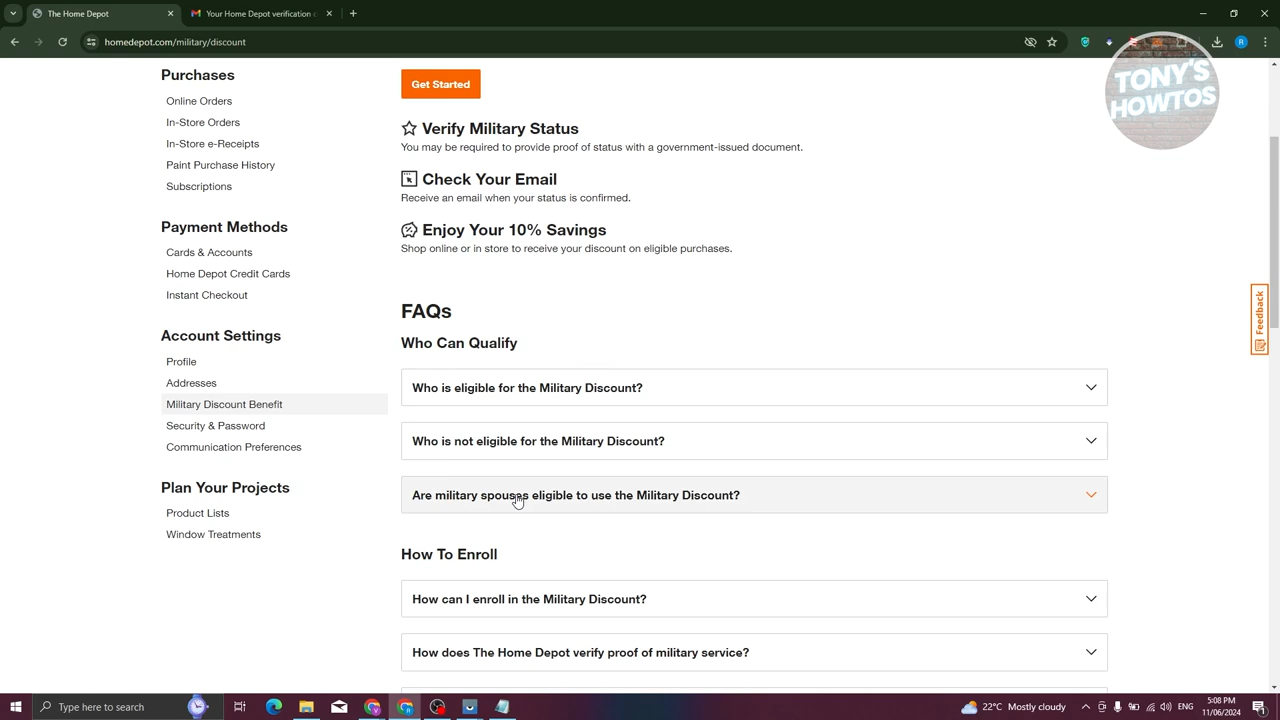 The Home Depot
Your Home Depot verification c
homedepot.com/military/discount
R
TONY'S
HOWTOS
Purchases
Online Orders
In-Store Orders
In-Store e-Receipts
Paint Purchase History
Subscriptions
Payment Methods
Cards & Accounts
Home Depot Credit Cards
Instant Checkout
Account Settings
Profile
Addresses
Military Discount Benefit
Security & Password
Communication Preferences
Plan Your Projects
Product Lists
Window Treatments
Get Started
Verify Military Status
You may be required to provide proof of status with a government-issued document.
Check Your Email
Receive an email when your status is confirmed.
Enjoy Your 10% Savings
Shop online or in store to receive your discount on eligible purchases.
FAQs
Who Can Qualify
Who is eligible for the Military Discount?
Who is not eligible for the Military Discount?
Are military spouses eligible to use the Military Discount?
How To Enroll
How can I enroll in the Military Discount?
How does The Home Depot verify proof of military service?
Feedback
Type here to search
22°C Mostly cloudy
ENG
5:08 PM
11/06/2024